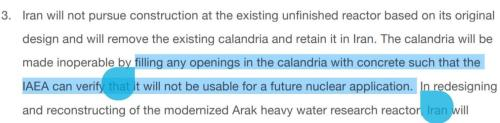 3. Iran will not pursue construction at the existing unfinished reactor based on its original
design and will remove the existing calandria and retain it in Iran. The calandria will be
made inoperable by filling any openings in the calandria with concrete such that the
IAEA can verify that it will not be usable for a future nuclear application. In redesigning
and reconstructing of the modernized Arak heavy water research reactor, Iran will